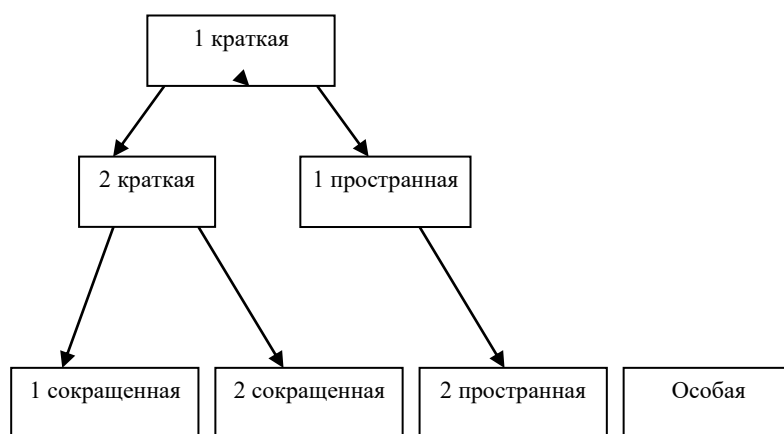 1 краткая
2 краткая
1 пространная
1 сокращенная
2 сокращенная
2 пространная
Особая